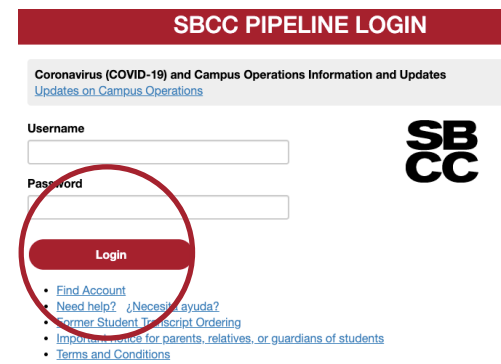 SBCC PIPELINE LOGIN
Coronavirus (COVID-19) and Campus Operations Information and Updates
Updates on Campus Operations
Username
SB
CC
Password
Login
Find Account
Need help? ¿Necesita ayuda?
Former Student Transcript Ordering
Important notice for parents, relatives, or guardians of students
Terms and Conditions